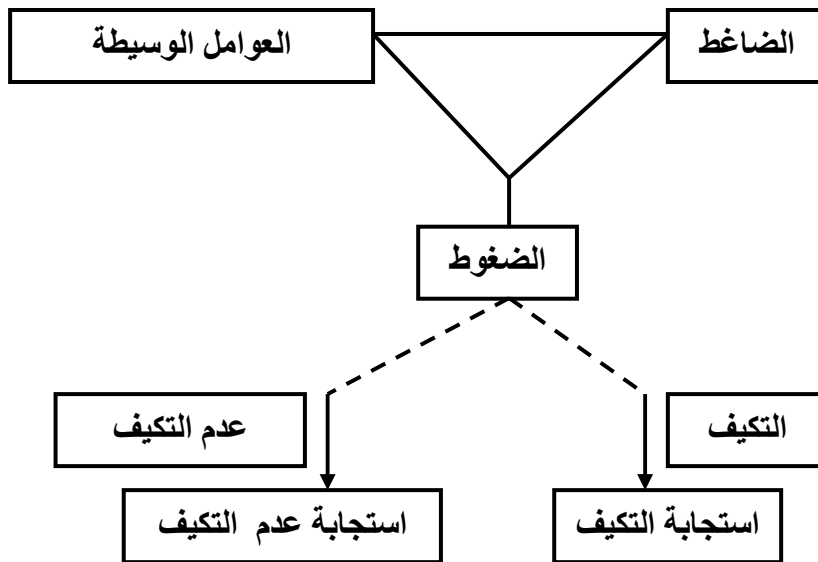 الضاغط
العوامل الوسيطة
الضغوط
التكيف
عدم التكيف
استجابة التكيف
استجابة عدم التكيف